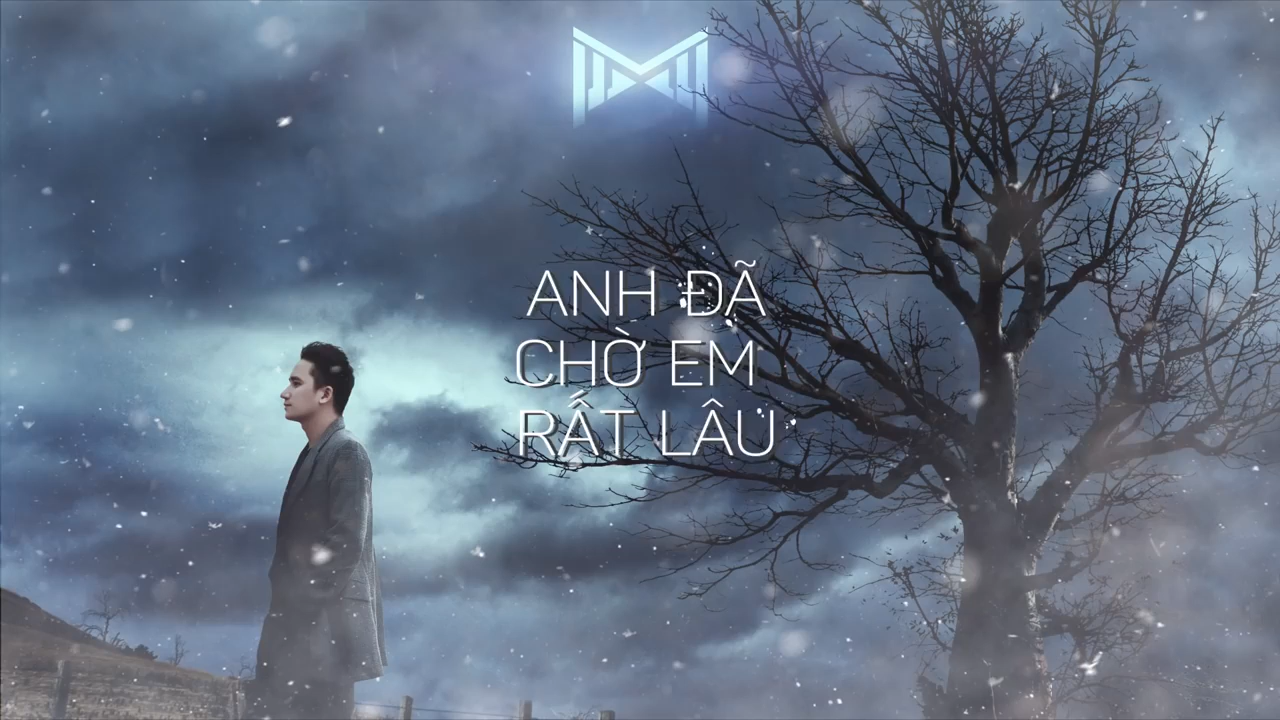 ANH ĐÃ
CHỜ EM
RẤT LÂU